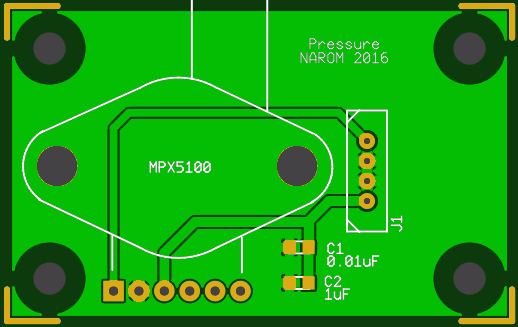 Pressure
NAROM 2016
MPX5100
J1
C1
0.01uF
C2
1uF